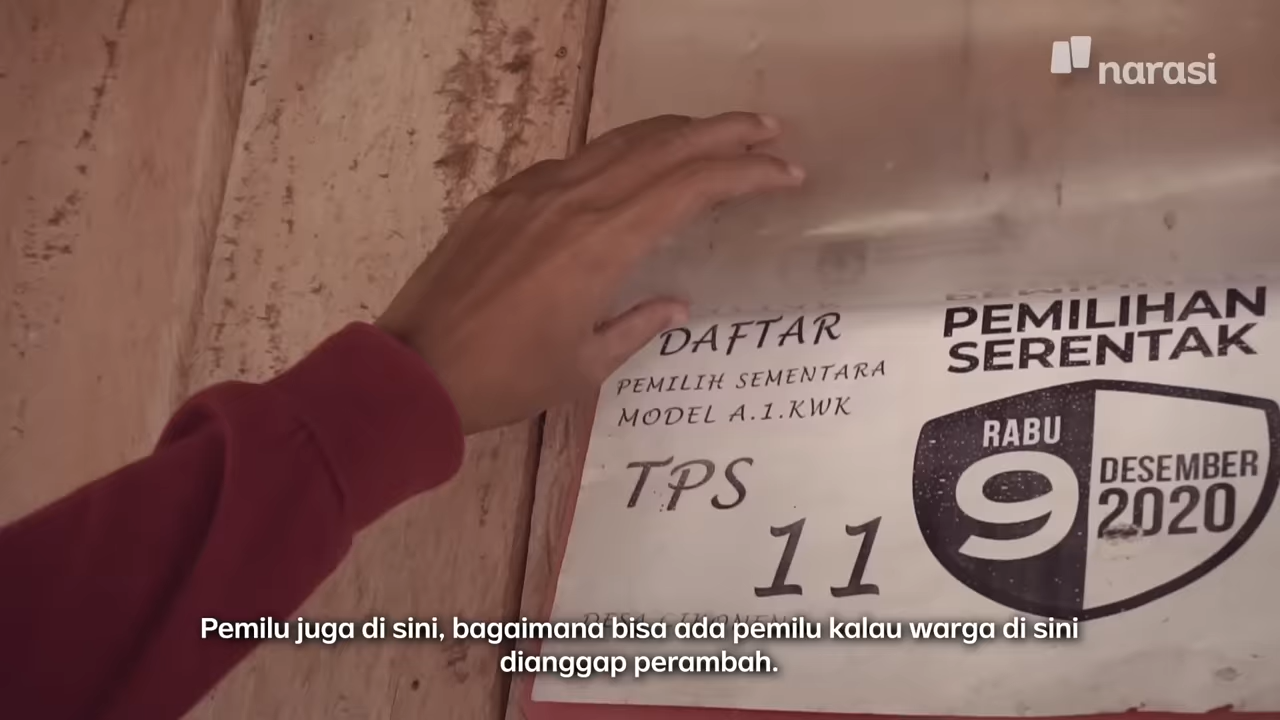 narasi
DAFTAR
PEMILIH SEMENTARA
MODEL A.1.KWK
TPS
11
PEMILIHAN
SERENTAK
RABU
9
DESEMBER
2020
DESA
Pemilu juga di sini, bagaimana bisa ada pemilu kalau warga di sini
dianggap perambah.